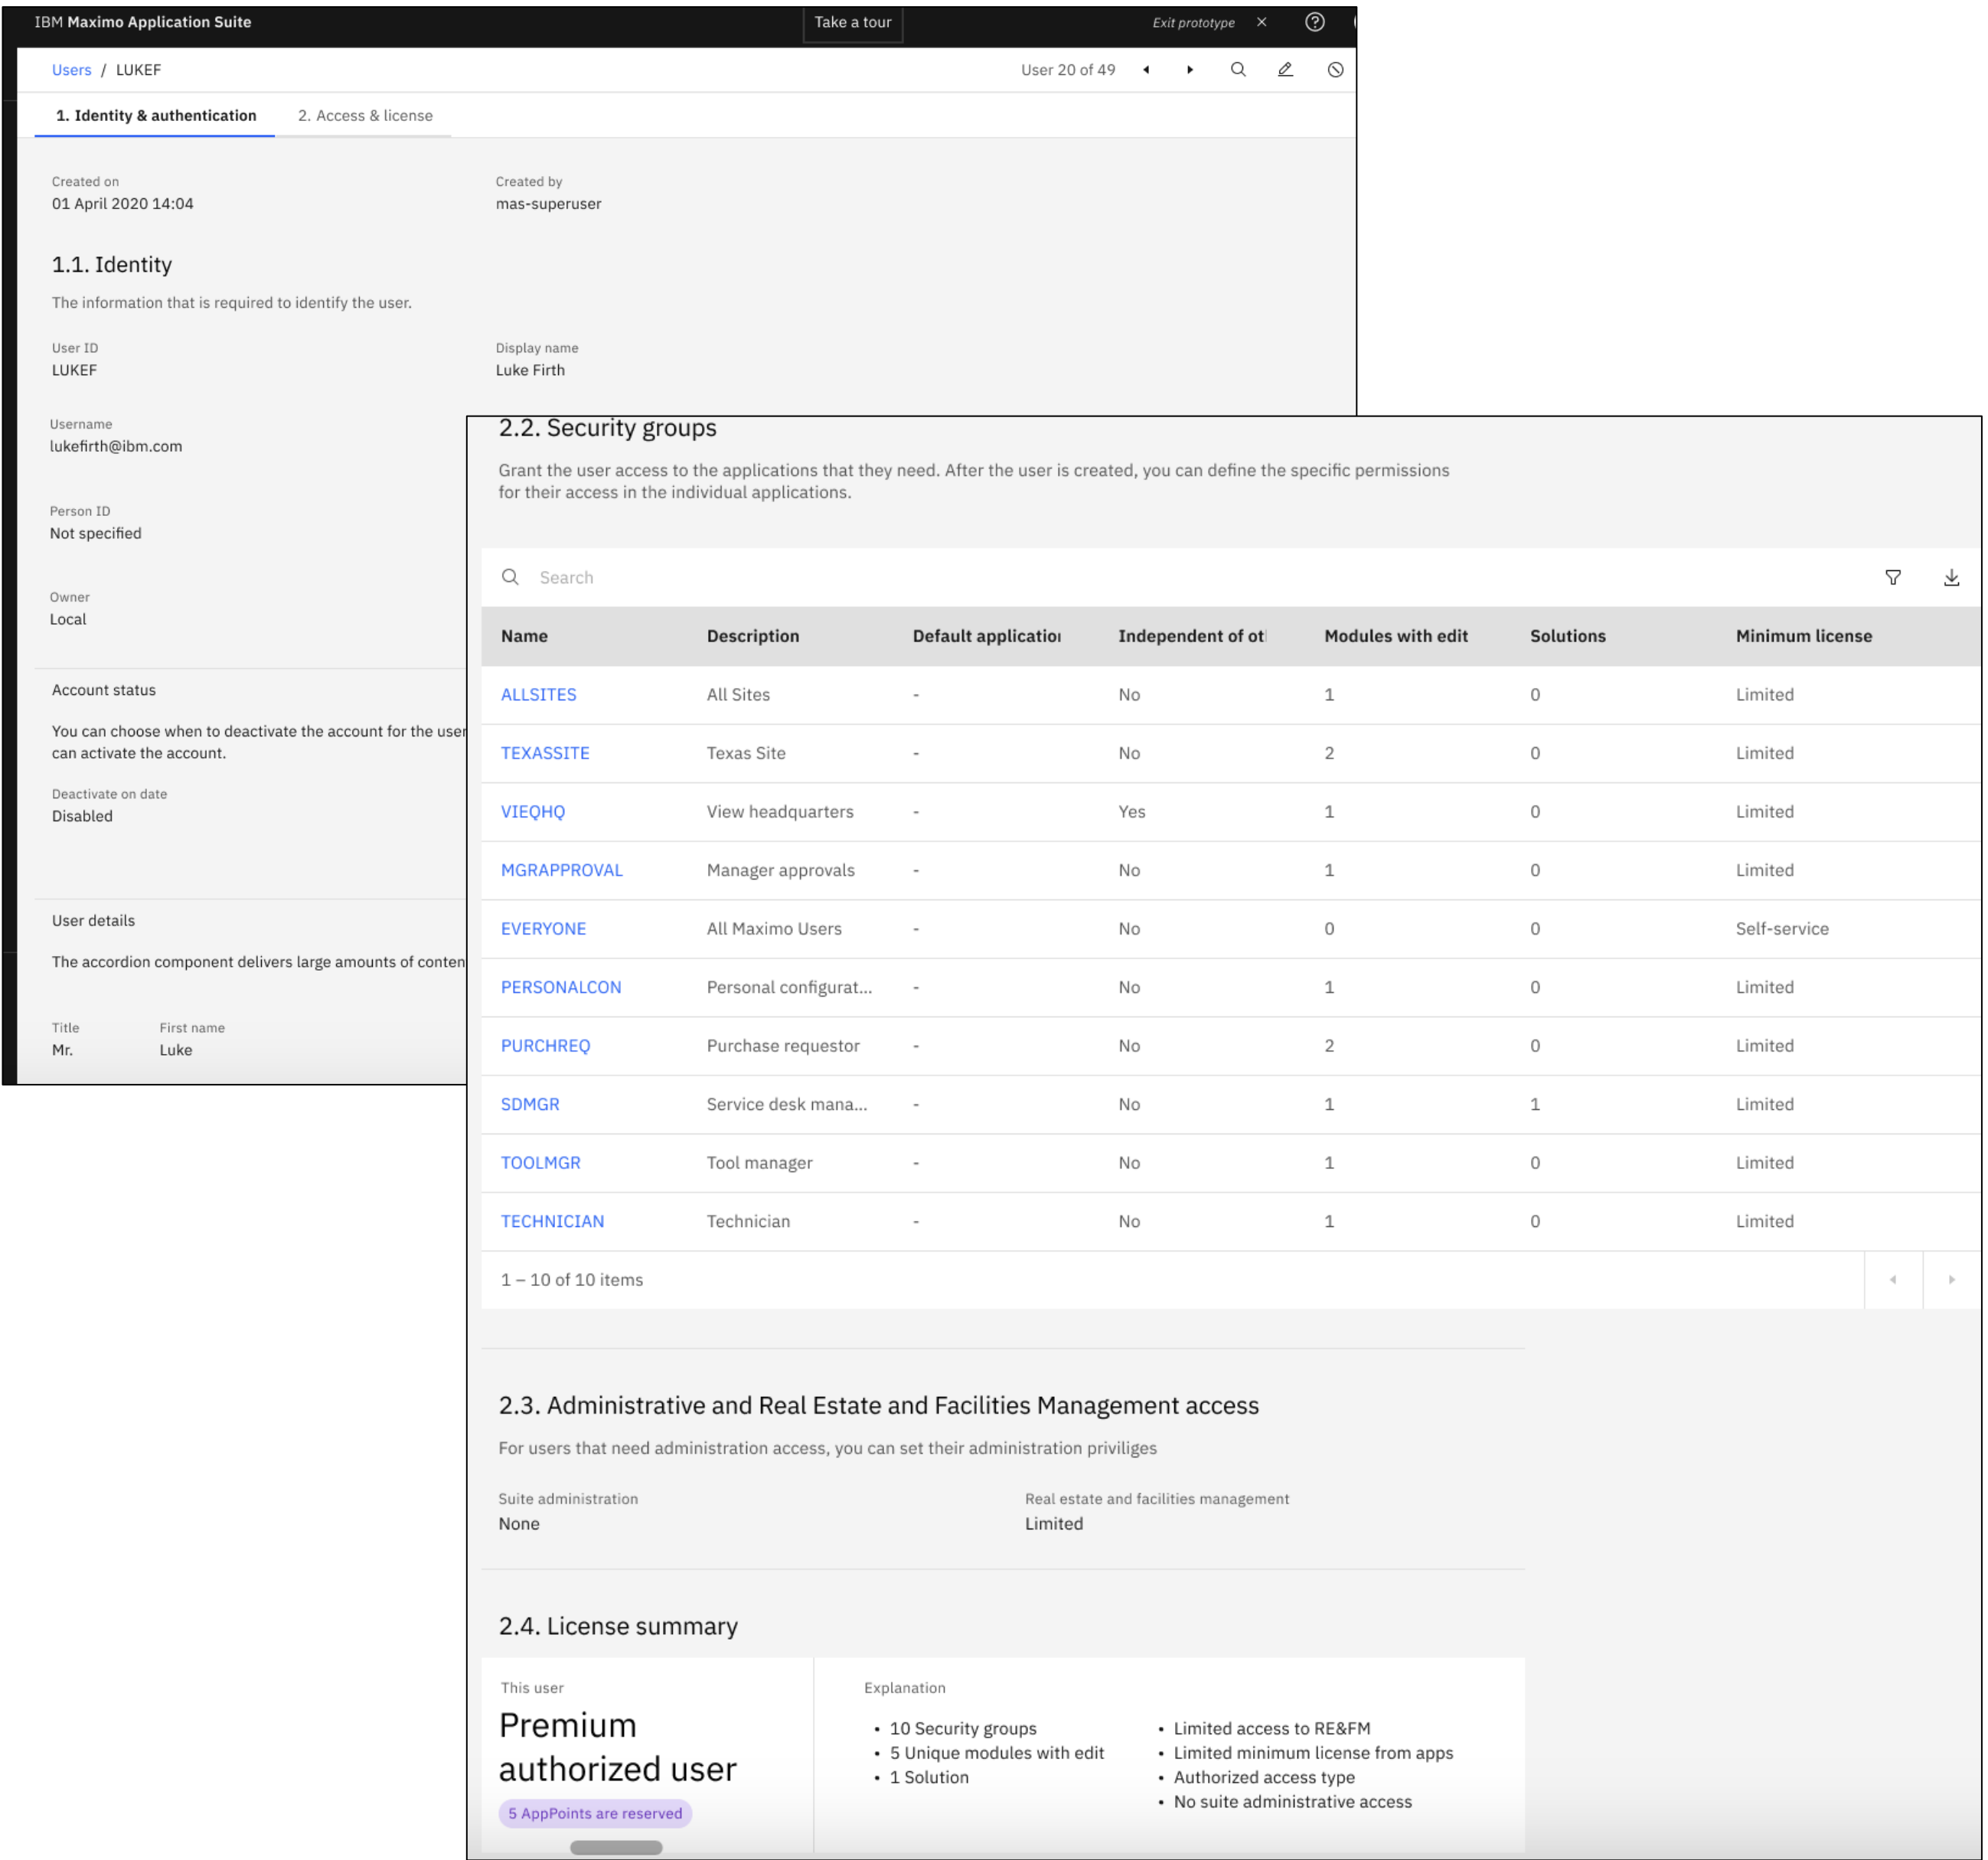 IBM Maximo Application Suite
Take a tour
Exit prototype
Users / LUKEF
User 20 of 49
1. Identity & authentication
2. Access & license
Created on
01 April 2020 14:04
Created by
mas-superuser
1.1. Identity
The information that is required to identify the user.
User ID
LUKEF
Display name
Luke Firth
Username
lukefirth@ibm.com
Person ID
Not specified
Owner
Local
Account status
You can choose when to deactivate the account for the user
can activate the account.
Deactivate on date
Disabled
User details
The accordion component delivers large amounts of conten
Title
Mr.
First name
Luke
2.2. Security groups
Grant the user access to the applications that they need. After the user is created, you can define the specific permissions
for their access in the individual applications.
Search
Name Description Default application Independent of ot Modules with edit Solutions Minimum license
ALLSITES All Sites - No 1 0 Limited
TEXASSITE Texas Site - No 2 0 Limited
VIEQHQ View headquarters - Yes 1 0 Limited
MGRAPPROVAL Manager approvals - No 1 0 Limited
EVERYONE All Maximo Users - No 0 0 Self-service
PERSONALCON Personal configurat... - No 1 0 Limited
PURCHREQ Purchase requestor - No 2 0 Limited
SDMGR Service desk mana... - No 1 1 Limited
TOOLMGR Tool manager - No 1 0 Limited
TECHNICIAN Technician - No 1 0 Limited
1 – 10 of 10 items
2.3. Administrative and Real Estate and Facilities Management access
For users that need administration access, you can set their administration priviliges
Suite administration
None
Real estate and facilities management
Limited
2.4. License summary
This user
Premium
authorized user
5 AppPoints are reserved
Explanation
• 10 Security groups
• 5 Unique modules with edit
• 1 Solution
• Limited access to RE&FM
• Limited minimum license from apps
• Authorized access type
• No suite administrative access